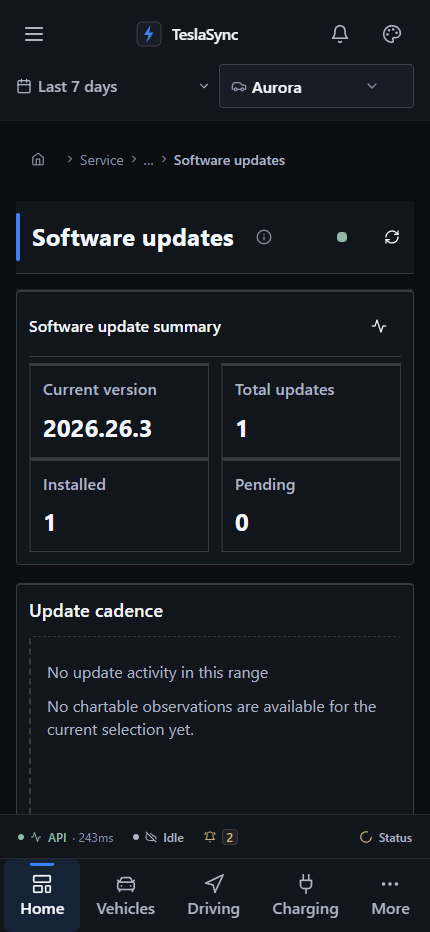 TeslaSync
Last 7 days
Aurora
Service
...
Software updates
Software updates
Software update summary
Current version
2026.26.3
Total updates
1
Installed
1
Pending
0
Update cadence
No update activity in this range
No chartable observations are available for the
current selection yet.
API · 243ms
Idle
2
Status
Home
Vehicles
Driving
Charging
More